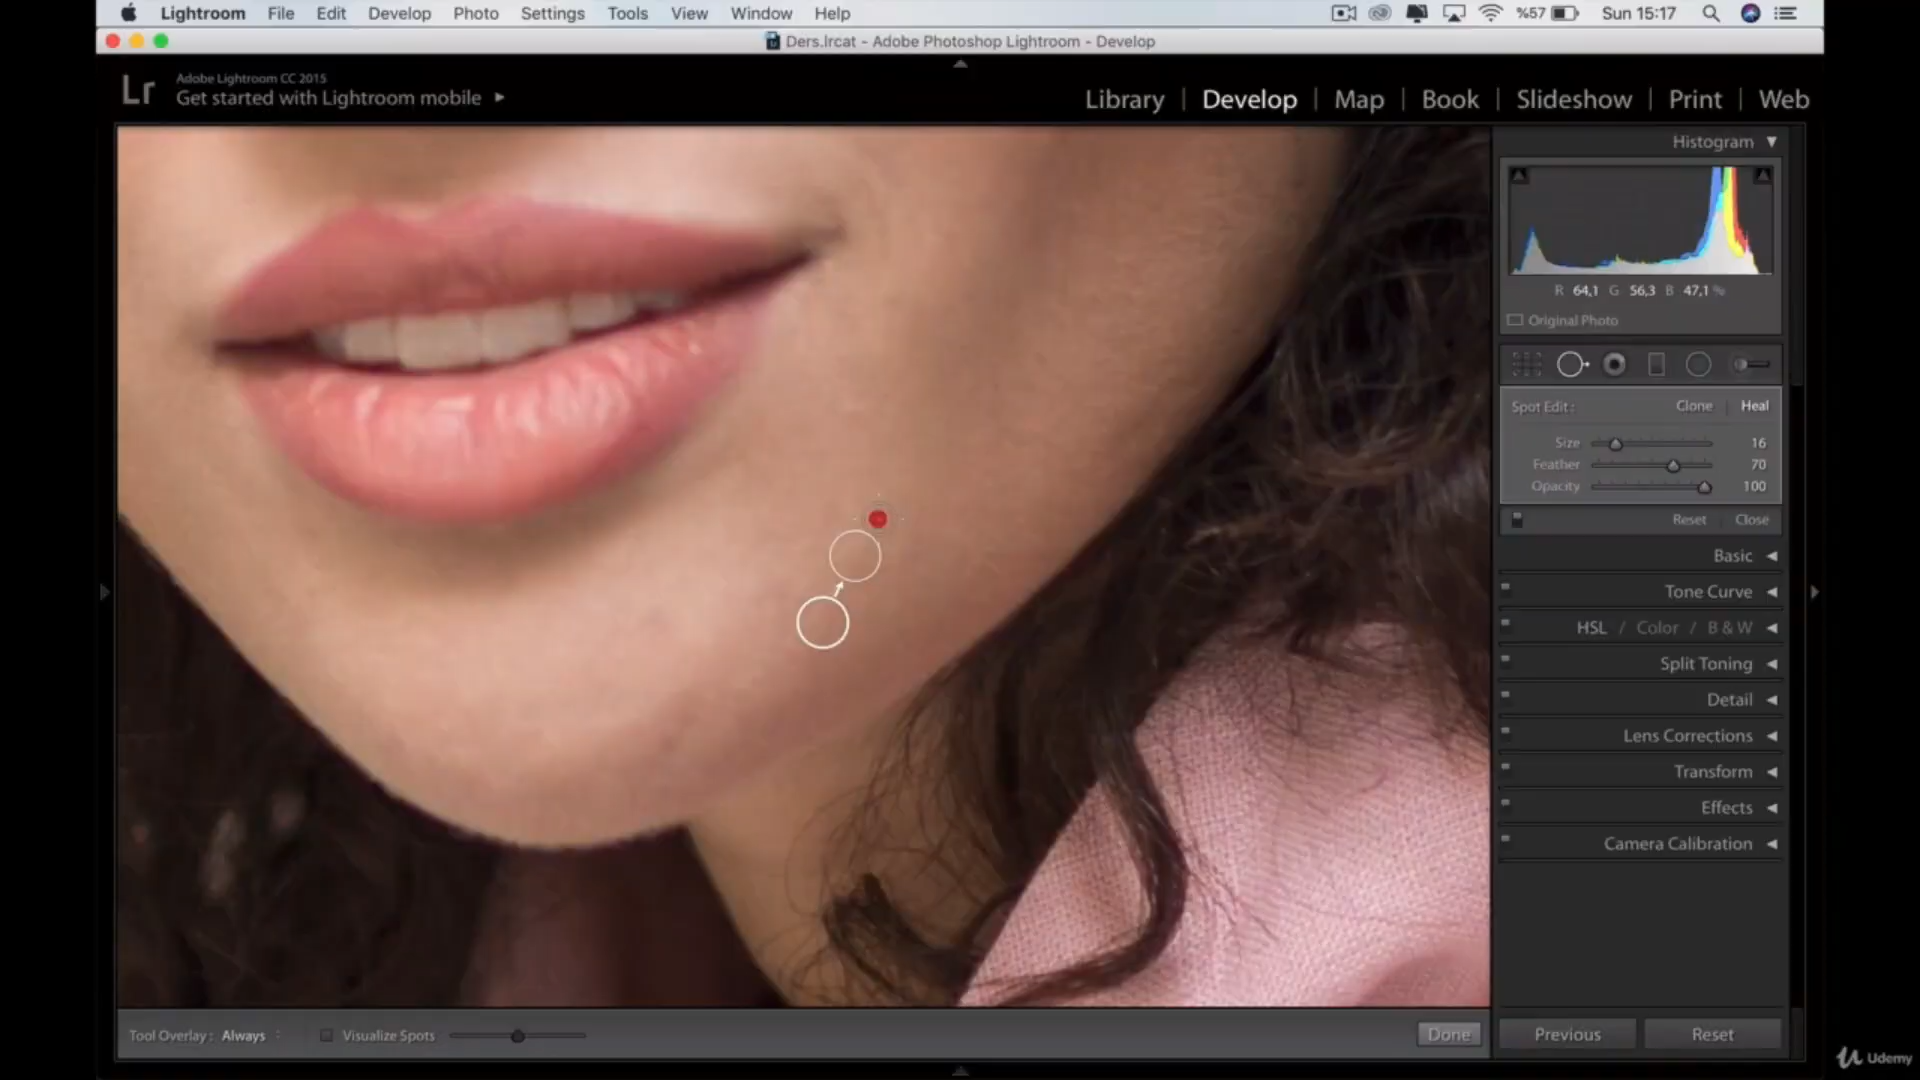 Lightroom File Edit Develop Photo Settings Tools View Window Help %57 Sun 15:17
Ders.lrcat - Adobe Photoshop Lightroom - Develop
Lr
Adobe Lightroom CC 2015
Get started with Lightroom mobile
Library | Develop | Map | Book | Slideshow | Print | Web
Histogram
R 64,1 G 56,3 B 47,1 %
Original Photo
Spot Edit : Clone | Heal
Size 16
Feather 70
Opacity 100
Reset Close
Basic
Tone Curve
HSL / Color / B & W
Split Toning
Detail
Lens Corrections
Transform
Effects
Camera Calibration
Tool Overlay : Always Visualize Spots Done
Previous Reset
Udemy